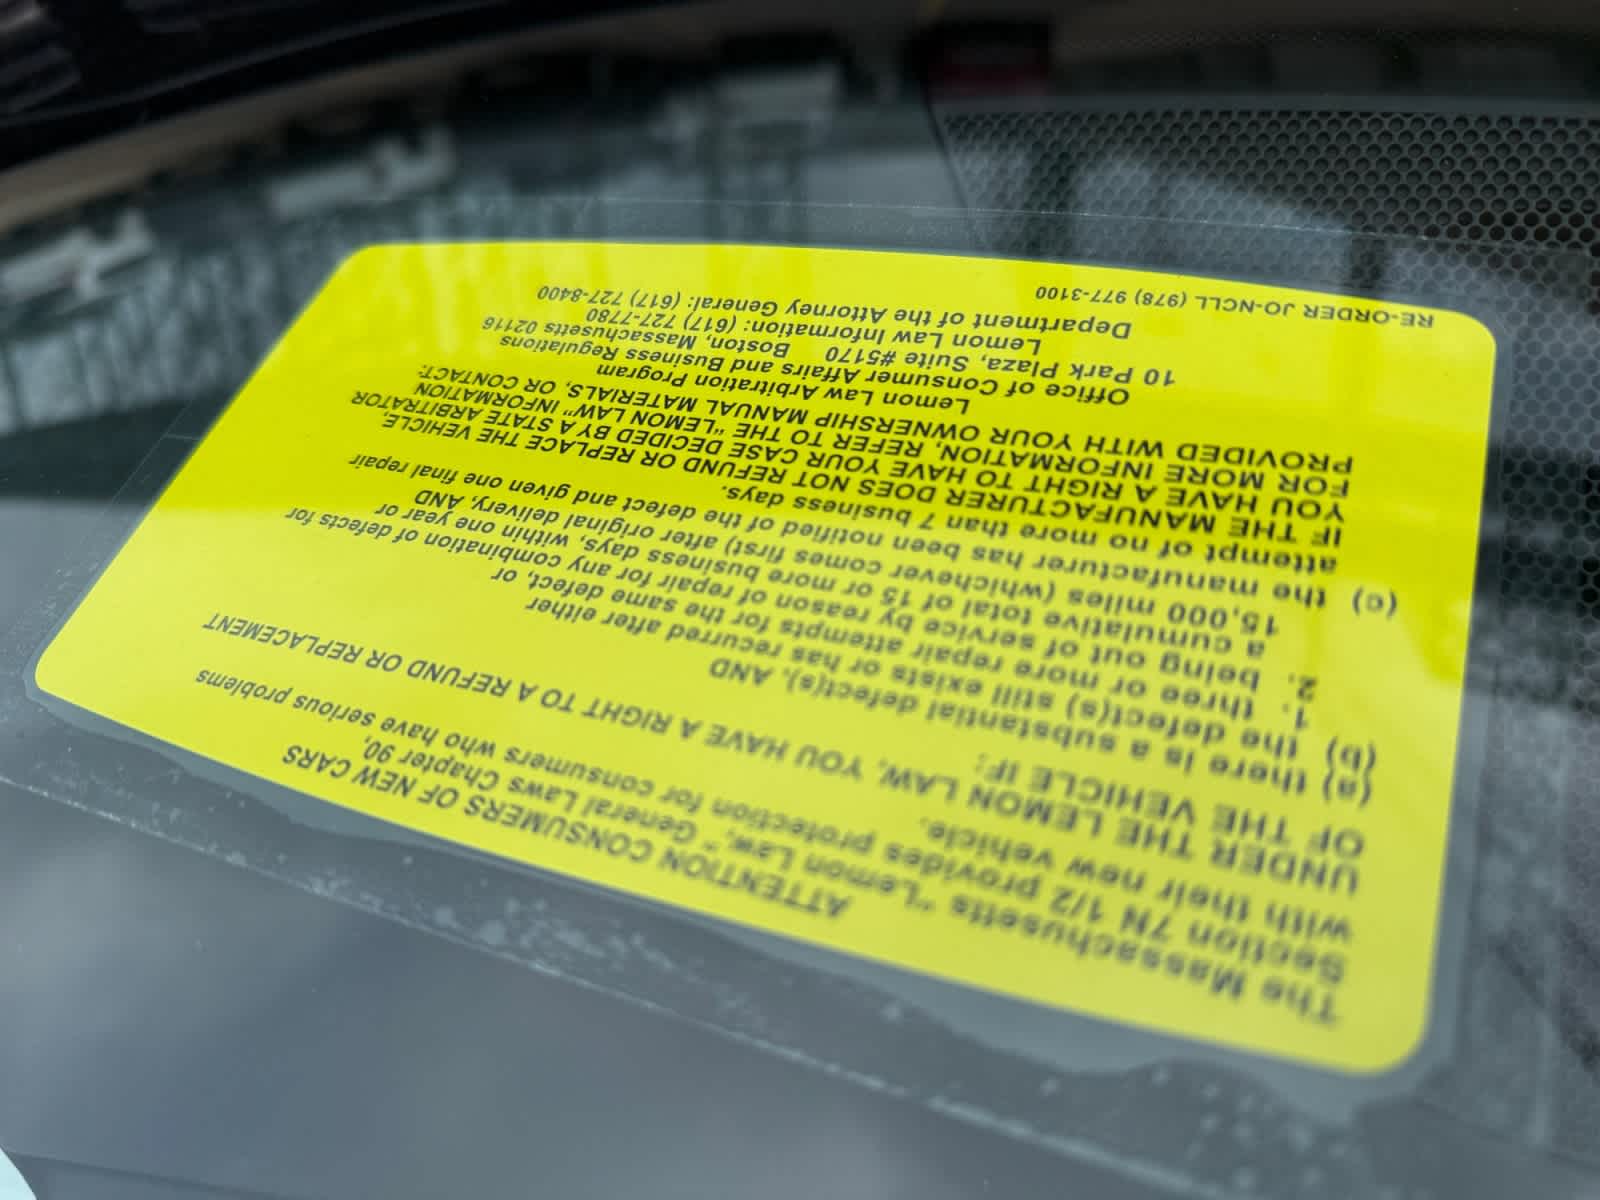 ATTENTION CONSUMERS OF NEW CARS
The Massachusetts "Lemon Law," General Laws Chapter 90,
Section 7N 1/2 provides protection for consumers who have serious problems
with their new vehicle.
UNDER THE LEMON LAW, YOU HAVE A RIGHT TO A REFUND OR REPLACEMENT
OF THE VEHICLE IF:
(a) there is a substantial defect(s), AND
(b) the defect(s) still exists or has recurred after either
1. three or more repair attempts for the same defect, or
2. being out of service by reason of repair for any combination of defects for
a cumulative total of 15 or more business days, within one year or
15,000 miles (whichever comes first) after original delivery, AND
(c) the manufacturer has been notified of the defect and given one final repair
attempt of no more than 7 business days.
IF THE MANUFACTURER DOES NOT REFUND OR REPLACE THE VEHICLE,
YOU HAVE A RIGHT TO HAVE YOUR CASE DECIDED BY A STATE ARBITRATOR
FOR MORE INFORMATION, REFER TO THE "LEMON LAW" INFORMATION
PROVIDED WITH YOUR OWNERSHIP MANUAL MATERIALS, OR CONTACT:
Lemon Law Arbitration Program
Office of Consumer Affairs and Business Regulations
10 Park Plaza, Suite #5170 Boston, Massachusetts 02116
Lemon Law Information: (617) 727-7780
Department of the Attorney General: (617) 727-8400
RE-ORDER JO-NCLL (978) 977-3100